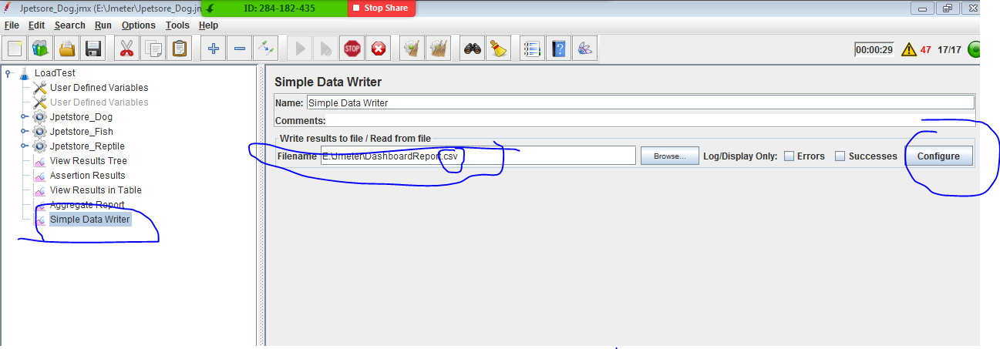 Jpetsore_Dog.jmx (E:\Jmeter\Jpetsore_Dog.jm
ID: 284-182-435
Stop Share
File Edit Search Run Options Tools Help
STOP
?
00:00:29
47
17/17
LoadTest
User Defined Variables
User Defined Variables
Jpetstore_Dog
Jpetstore_Fish
Jpetstore_Reptile
View Results Tree
Assertion Results
View Results in Table
Aggregate Report
Simple Data Writer
Simple Data Writer
Name: Simple Data Writer
Comments:
Write results to file / Read from file
Filename E:\Jmeter\DashboardReport.csv Browse... Log/Display Only: Errors Successes Configure